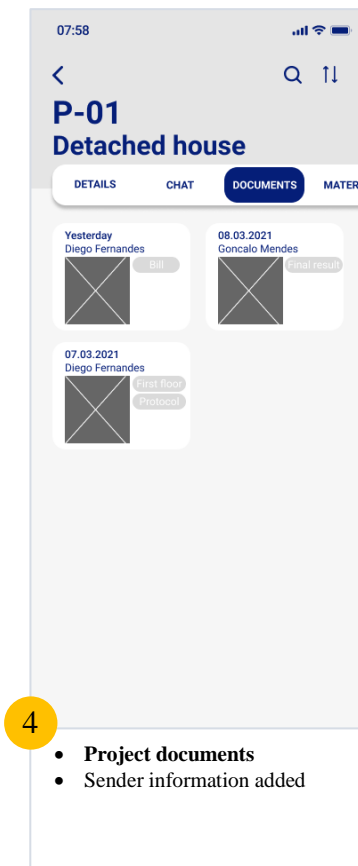 07:58
P-01
Detached house
DETAILS CHAT DOCUMENTS MATER
Yesterday
Diego Fernandes
Bill
08.03.2021
Goncalo Mendes
Final result
07.03.2021
Diego Fernandes
First floor
Protocol
4
• Project documents
• Sender information added